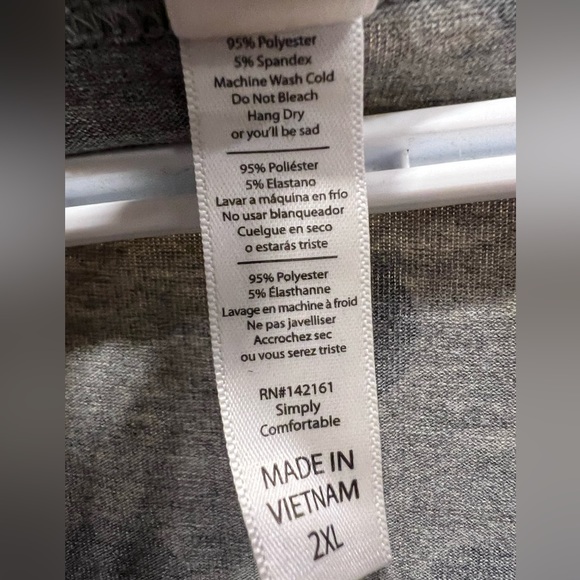 95% Polyester
5% Spandex
Machine Wash Cold
Do Not Bleach
Hang Dry
or you'll be sad
95% Poliéster
5% Elastano
Lavar a máquina en frío
No usar blanqueador
Cuelgue en seco
o estarás triste
95% Polyester
5% Élasthanne
Lavage en machine à froid
Ne pas javelliser
Accrochez sec
ou vous serez triste
RN#142161
Simply
Comfortable
MADE IN
VIETNAM
2XL